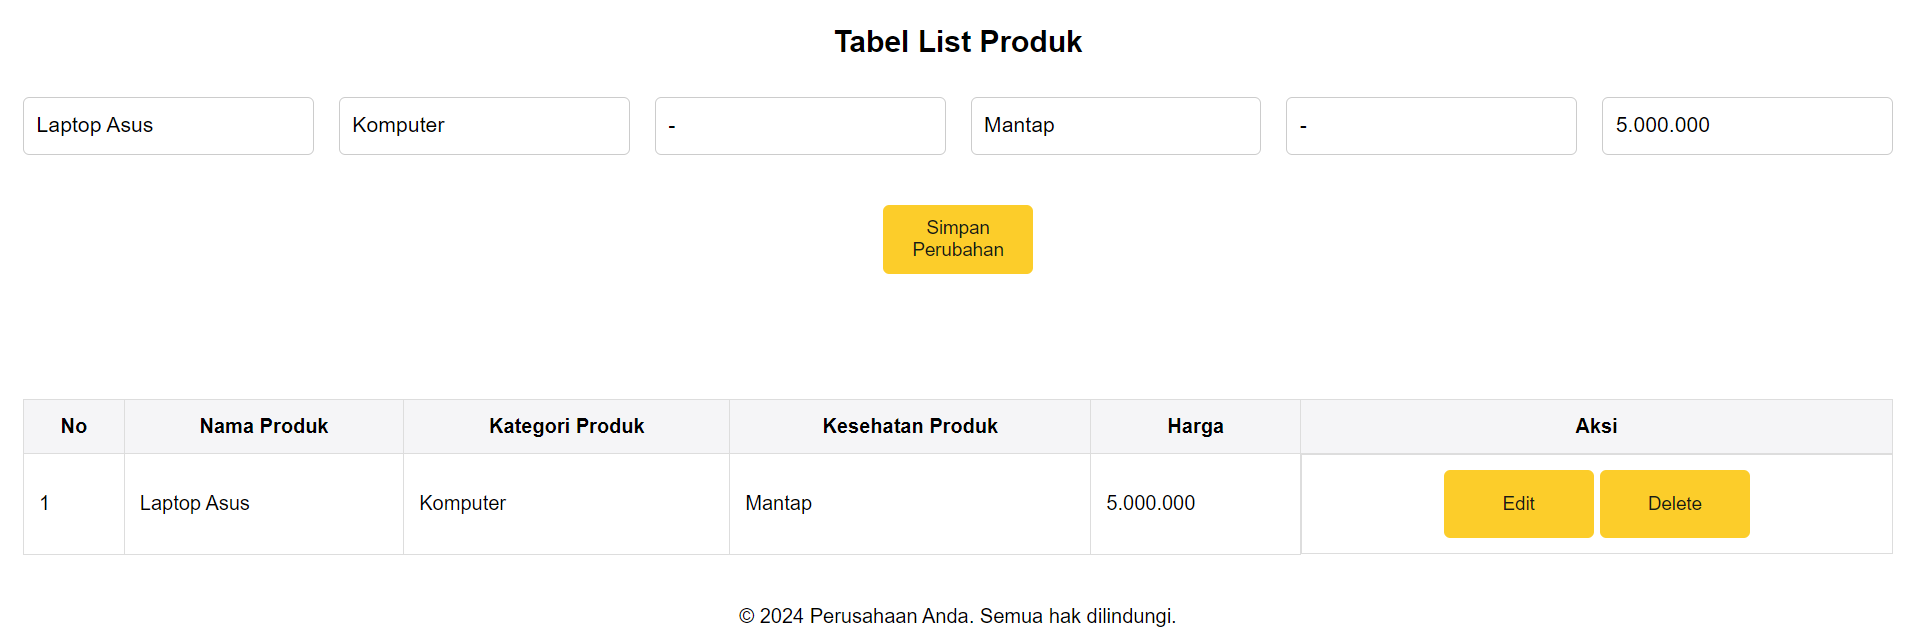 Tabel List Produk
Laptop Asus Komputer - Mantap - 5.000.000
Simpan
Perubahan
No Nama Produk Kategori Produk Kesehatan Produk Harga Aksi
1 Laptop Asus Komputer Mantap 5.000.000 Edit Delete
© 2024 Perusahaan Anda. Semua hak dilindungi.